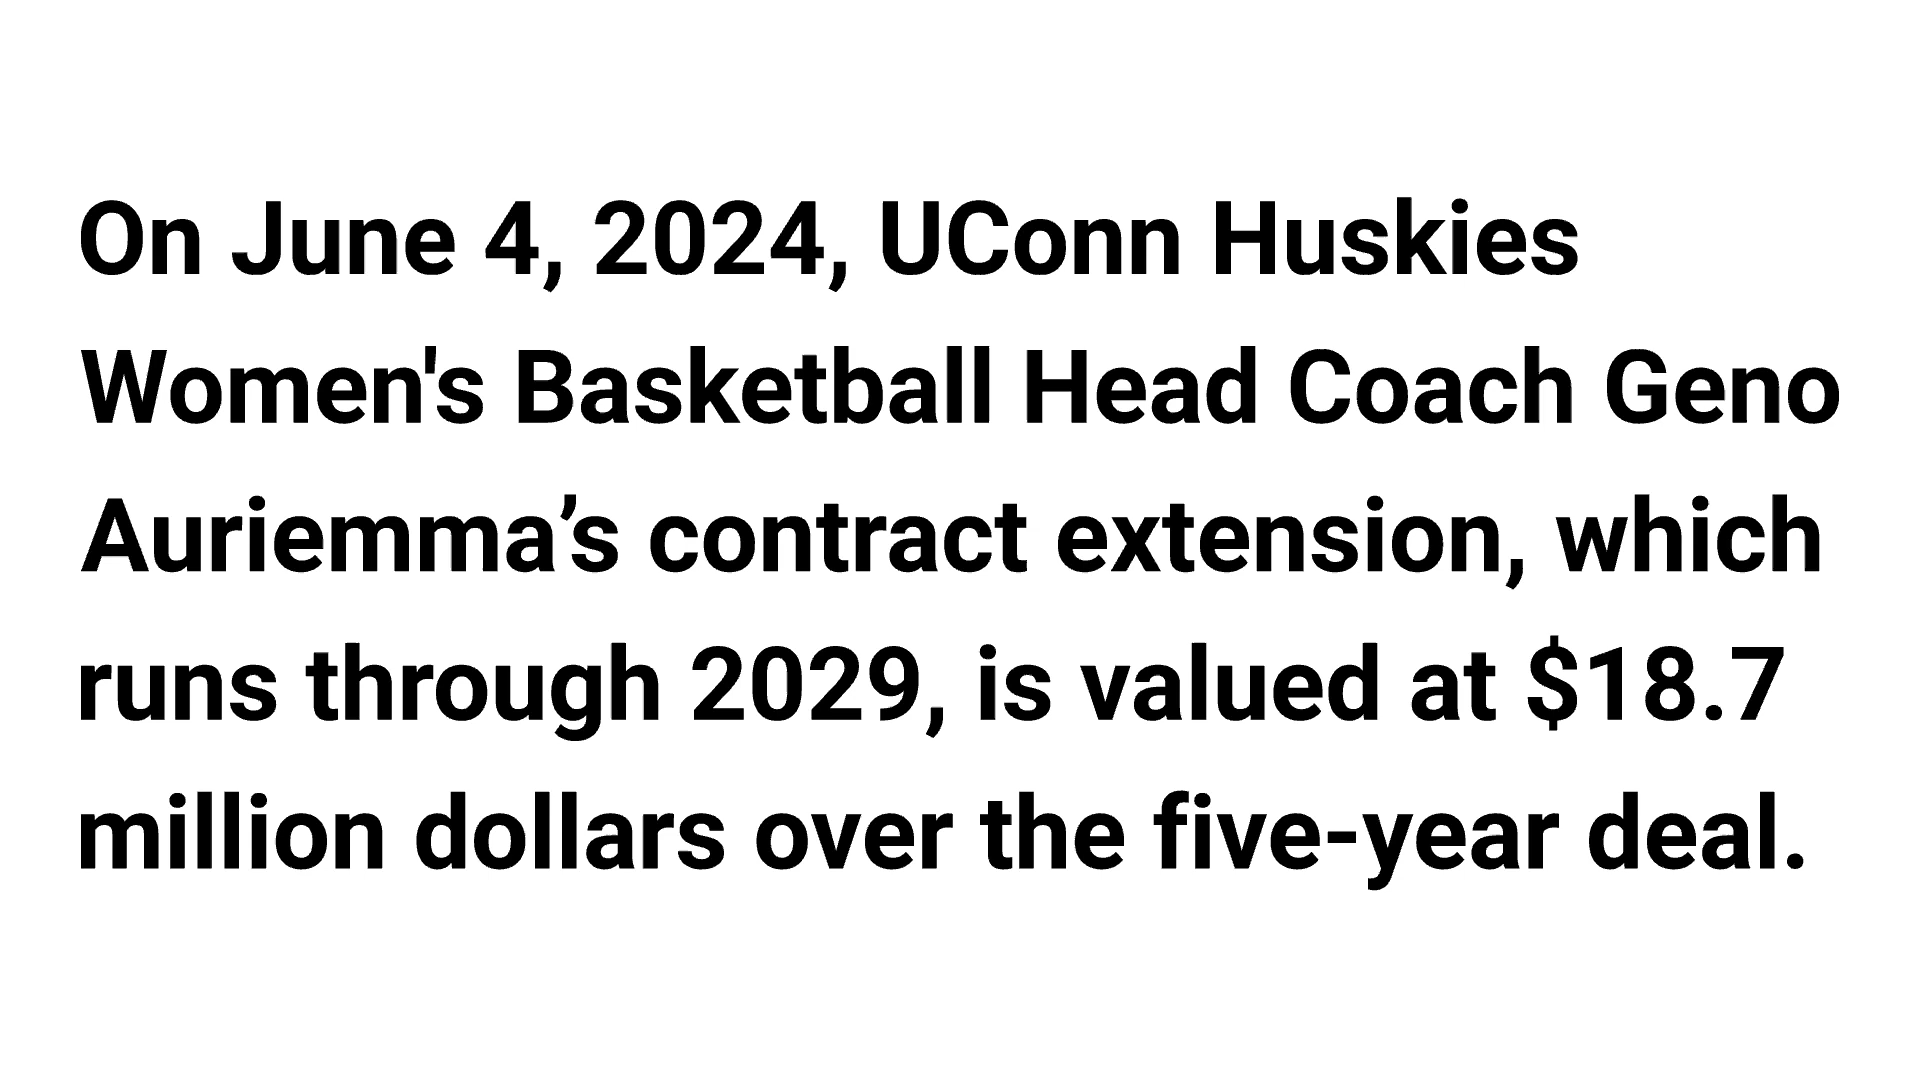 On June 4, 2024, UConn Huskies
Women's Basketball Head Coach Geno
Auriemma’s contract extension, which
runs through 2029, is valued at $18.7
million dollars over the five-year deal.